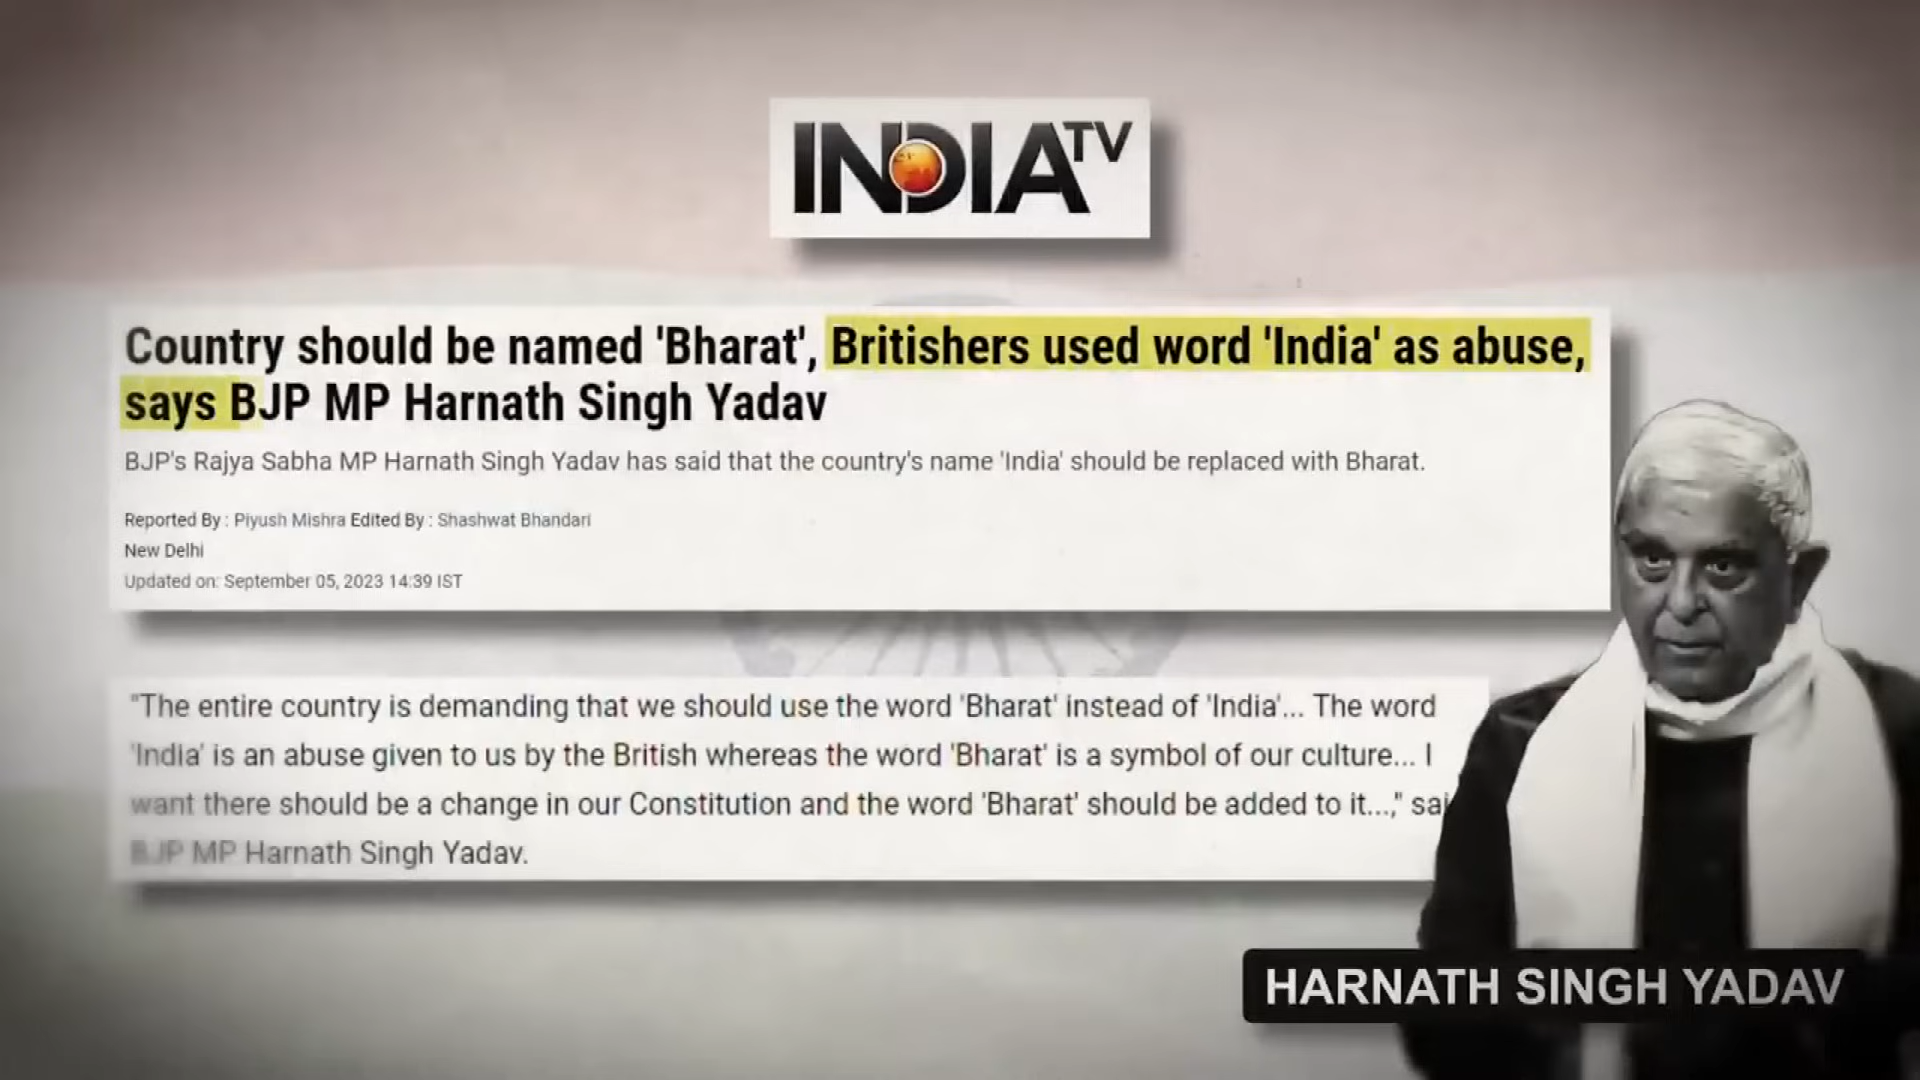 INDIA TV
Country should be named 'Bharat', Britishers used word 'India' as abuse,
says BJP MP Harnath Singh Yadav
BJP's Rajya Sabha MP Harnath Singh Yadav has said that the country's name 'India' should be replaced with Bharat.
Reported By : Piyush Mishra Edited By : Shashwat Bhandari
New Delhi
Updated on: September 05, 2023 14:39 IST
"The entire country is demanding that we should use the word 'Bharat' instead of 'India'... The word
'India' is an abuse given to us by the British whereas the word 'Bharat' is a symbol of our culture... I
want there should be a change in our Constitution and the word 'Bharat' should be added to it...," sai
BJP MP Harnath Singh Yadav.
HARNATH SINGH YADAV